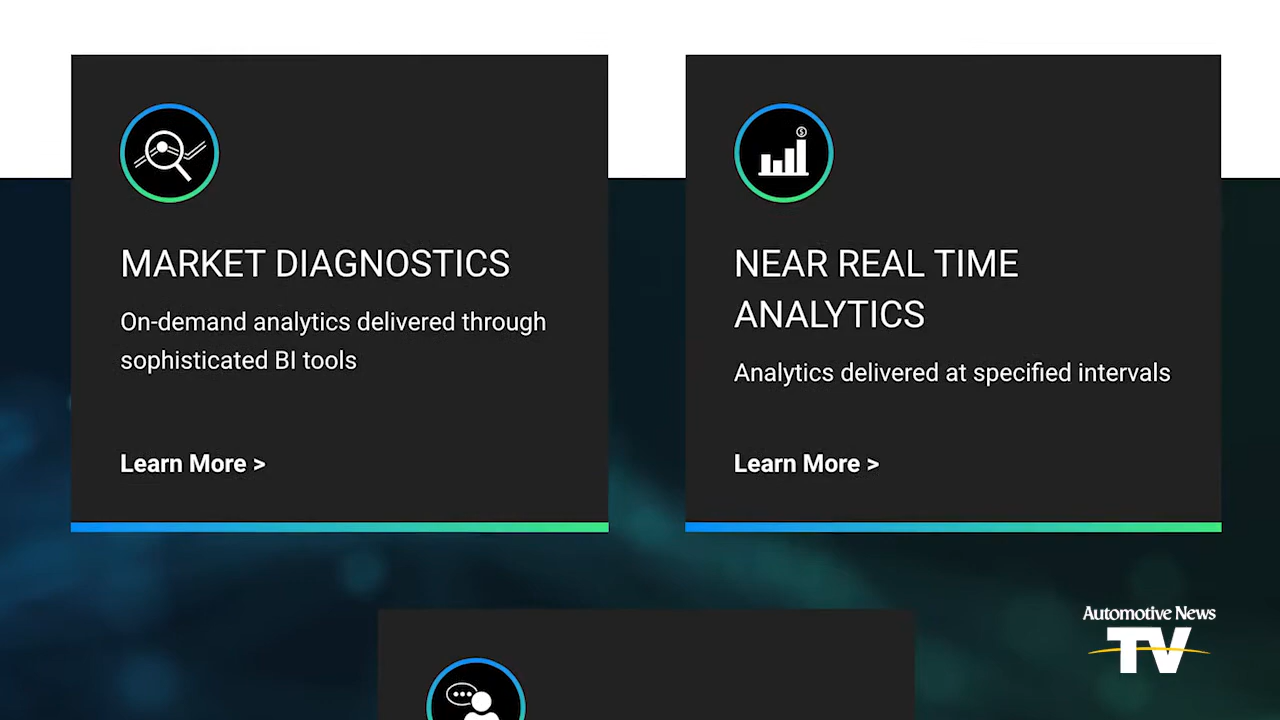 MARKET DIAGNOSTICS
On-demand analytics delivered through
sophisticated BI tools
Learn More >
$
NEAR REAL TIME
ANALYTICS
Analytics delivered at specified intervals
Learn More >
Automotive News
TV